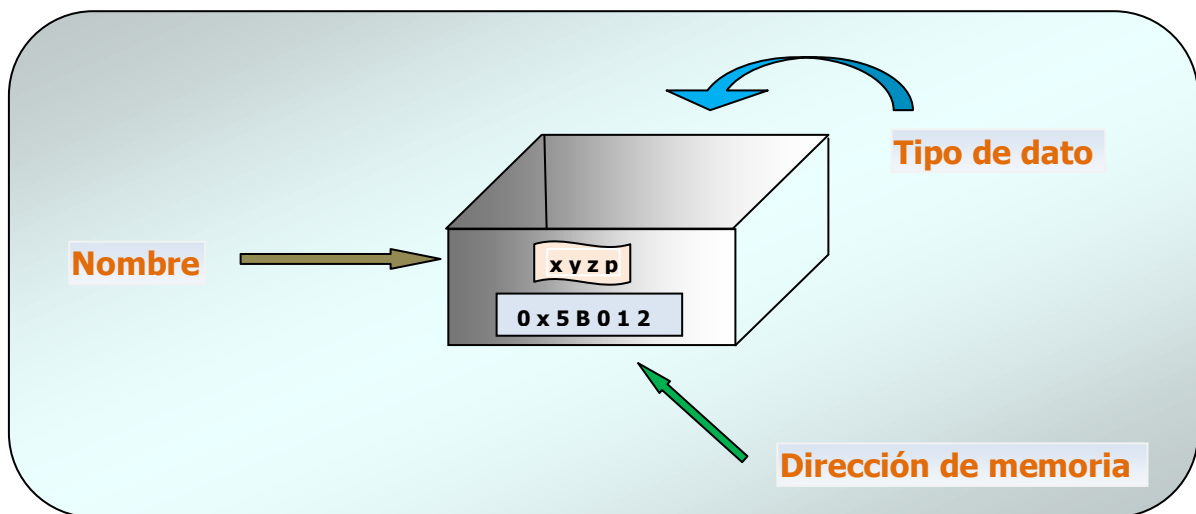 Tipo de dato
Nombre
x y z p
0 x 5 B 0 1 2
Dirección de memoria